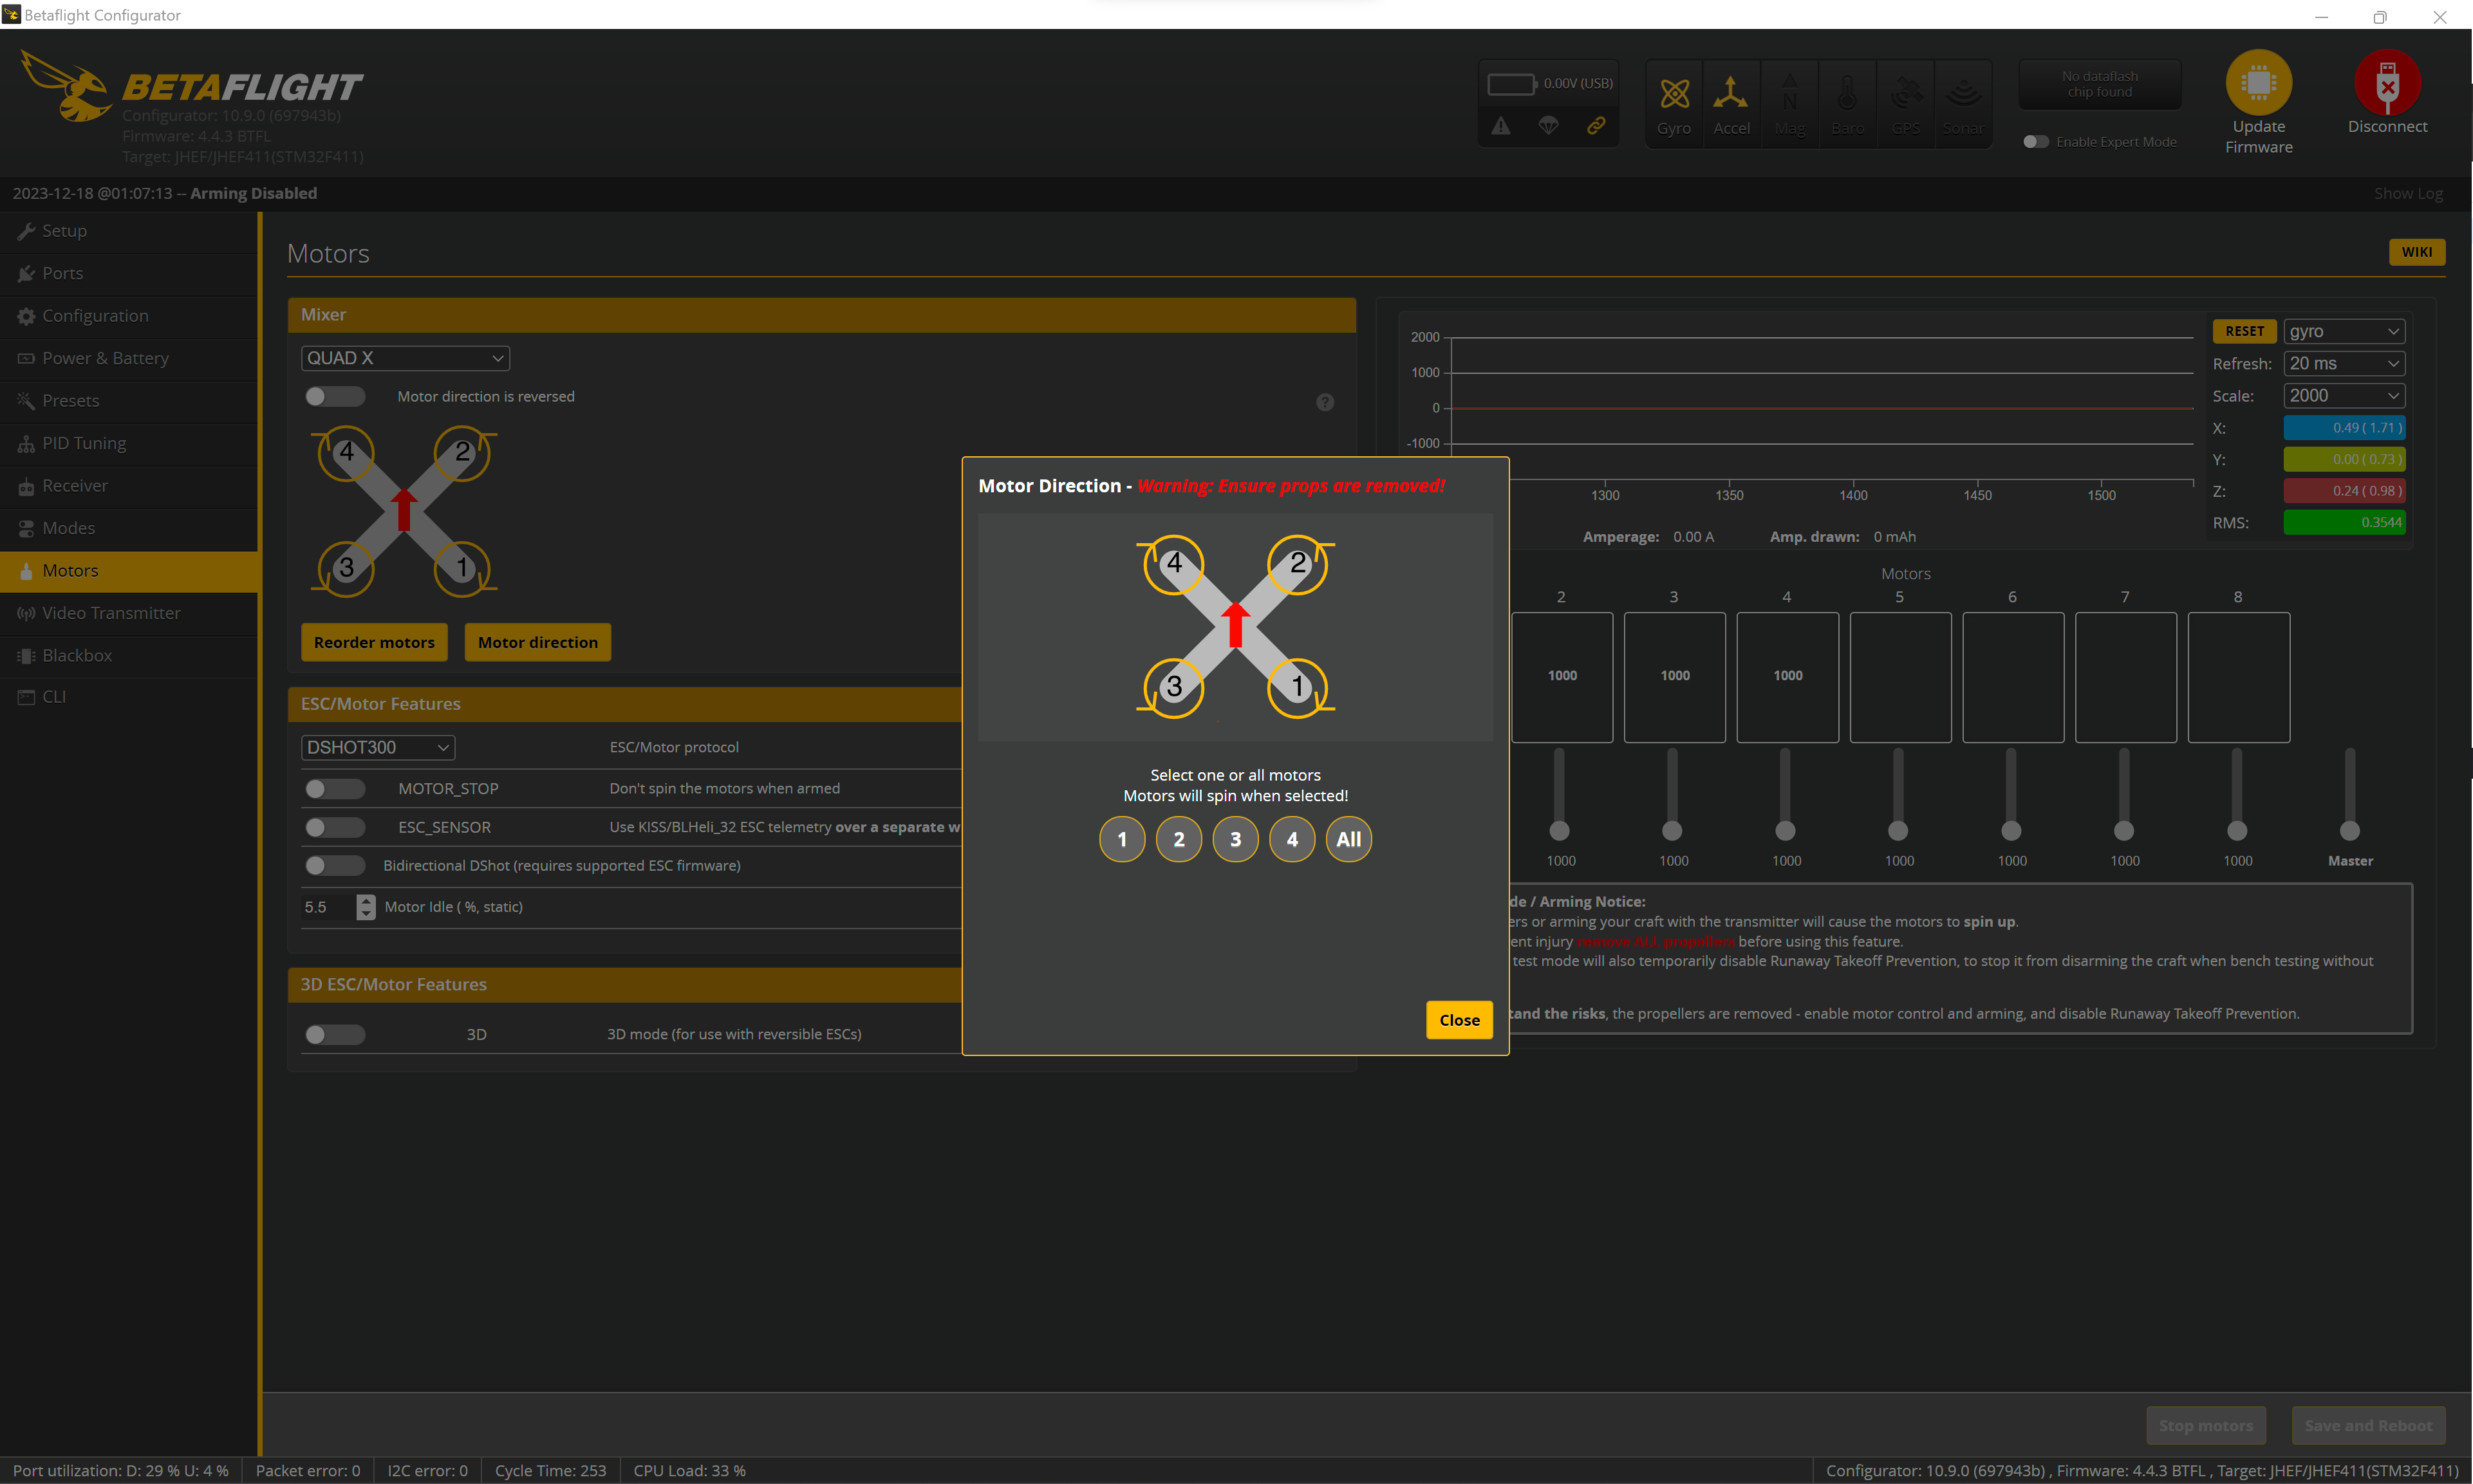 Betaflight Configurator
BETAFLIGHT
Configurator: 10.9.0 (697943b)
Firmware: 4.4.3 BTFL
Target: JHEF/JHEF411(STM32F411)
0.00V (USB)
Gyro
Accel
Mag
Baro
GPS
Sonar
No dataflash
chip found
Enable Expert Mode
Update
Firmware
Disconnect
2023-12-18 @01:07:13 -- Arming Disabled
Show Log
Setup
Ports
Configuration
Power & Battery
Presets
PID Tuning
Receiver
Modes
Motors
Video Transmitter
Blackbox
CLI
Motors
WIKI
Mixer
QUAD X
Motor direction is reversed
?
4
2
3
1
Reorder motors
Motor direction
ESC/Motor Features
DSHOT300
ESC/Motor protocol
MOTOR_STOP
Don't spin the motors when armed
ESC_SENSOR
Use KISS/BLHeli_32 ESC telemetry over a separate w
Bidirectional DShot (requires supported ESC firmware)
5.5
Motor Idle ( %, static)
3D ESC/Motor Features
3D
3D mode (for use with reversible ESCs)
Motor Direction - Warning: Ensure props are removed!
4
2
3
1
Select one or all motors
Motors will spin when selected!
1
2
3
4
All
Close
2000
1000
0
-1000
1300
1350
1400
1450
1500
RESET
gyro
Refresh:
20 ms
Scale:
2000
X:
0.49 ( 1.71 )
Y:
0.00 ( 0.73 )
Z:
0.24 ( 0.98 )
RMS:
0.3544
Amperage: 0.00 A
Amp. drawn: 0 mAh
Motors
2
3
4
5
6
7
8
1000
1000
1000
1000
1000
1000
1000
1000
1000
1000
Master
de / Arming Notice:
ers or arming your craft with the transmitter will cause the motors to spin up.
ent injury remove ALL propellers before using this feature.
test mode will also temporarily disable Runaway Takeoff Prevention, to stop it from disarming the craft when bench testing without
tand the risks, the propellers are removed - enable motor control and arming, and disable Runaway Takeoff Prevention.
Stop motors
Save and Reboot
Port utilization: D: 29 % U: 4 %
Packet error: 0
I2C error: 0
Cycle Time: 253
CPU Load: 33 %
Configurator: 10.9.0 (697943b) , Firmware: 4.4.3 BTFL , Target: JHEF/JHEF411(STM32F411)